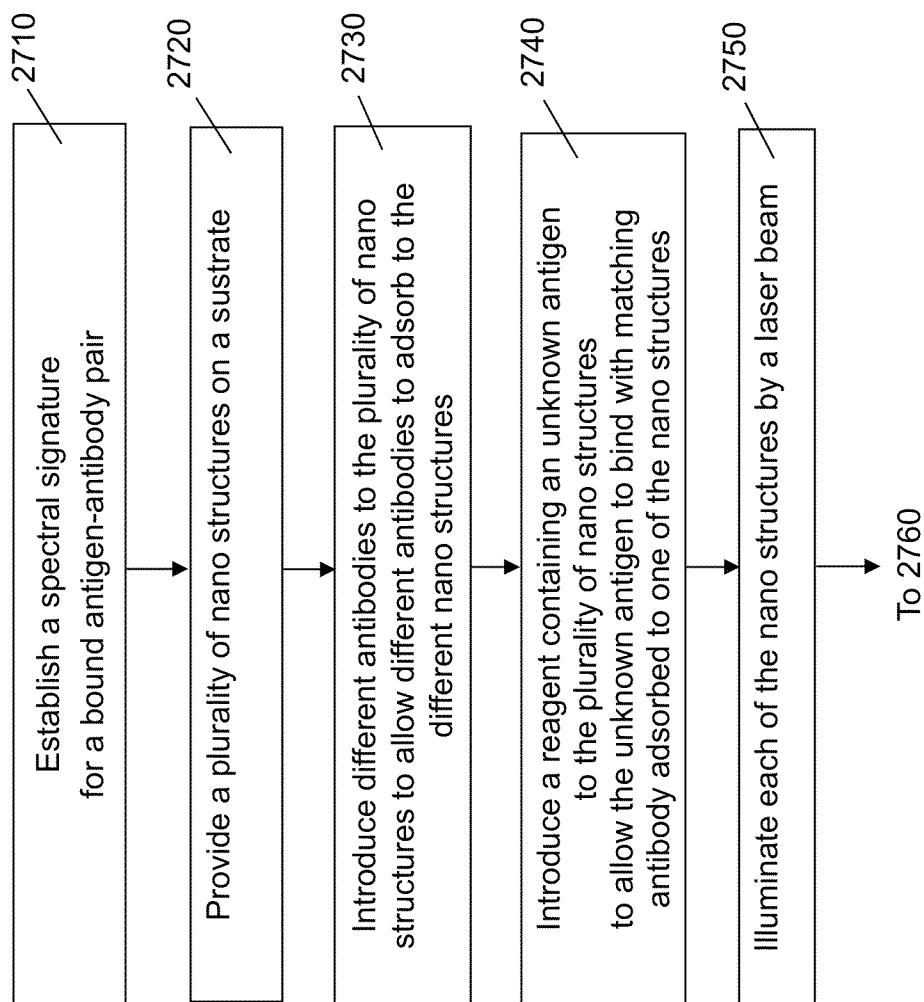 Establish a spectral signature
for a bound antigen-antibody pair
2710
Provide a plurality of nano structures on a sustrate
2720
Introduce different antibodies to the plurality of nano
structures to allow different antibodies to adsorb to the
different nano structures
2730
Introduce a reagent containing an unknown antigen
to the plurality of nano structures
to allow the unknown antigen to bind with matching
antibody adsorbed to one of the nano structures
2740
Illuminate each of the nano structures by a laser beam
2750
To 2760